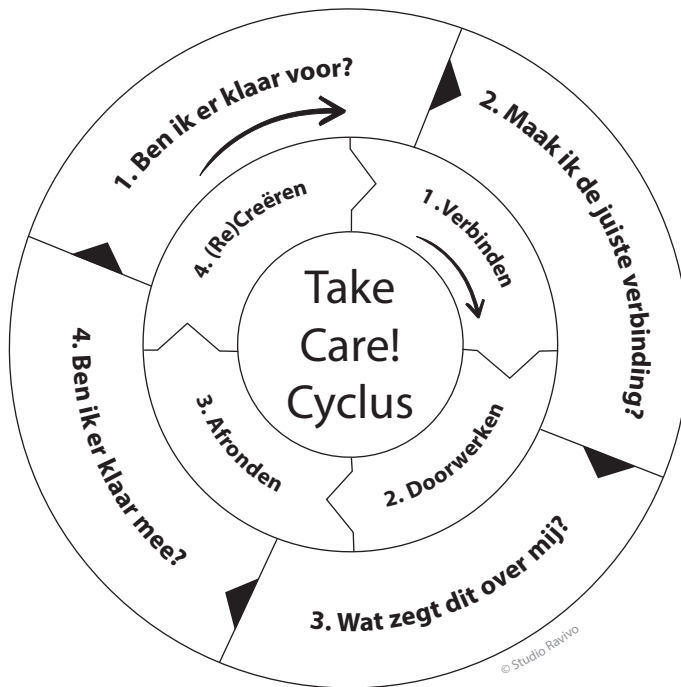 1. Ben ik er klaar voor?
2. Maak ik de juiste verbinding?
3. Wat zegt dit over mij?
4. Ben ik er klaar mee?
1. Verbinden
2. Doorwerken
3. Afronden
4. (Re)Creëren
Take
Care!
Cyclus
© Studio Ravivo